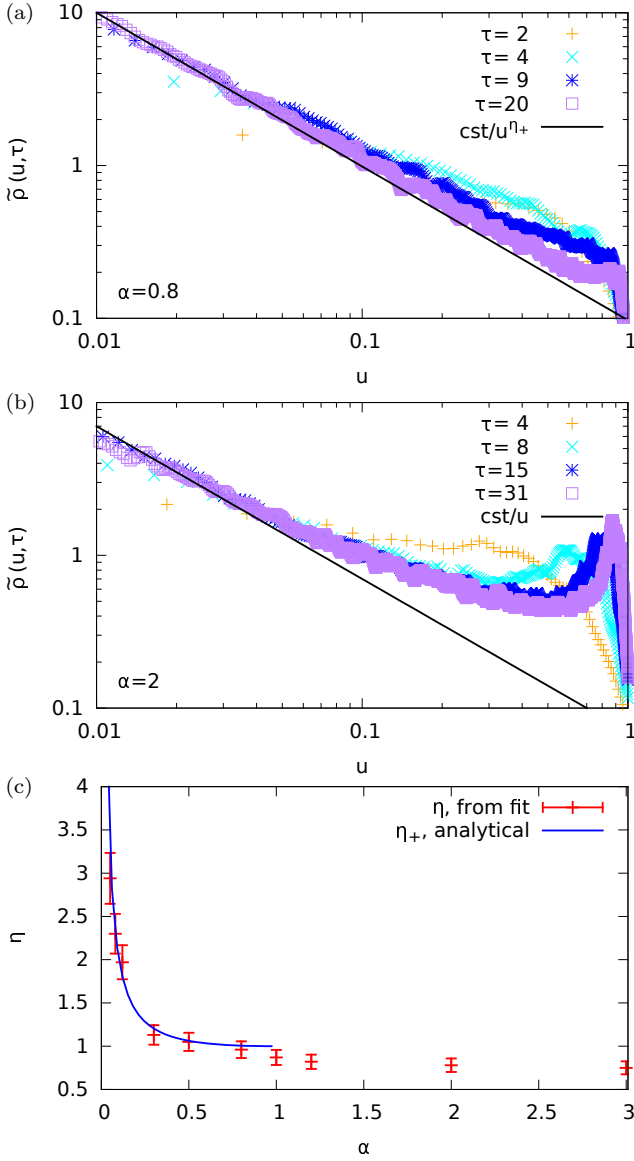 (a)
10
1
0.1
ρ̃ (u,τ)
τ= 2
τ= 4
τ= 9
τ=20
cst/u^η+
α=0.8
0.01 0.1 1
u
(b)
10
1
0.1
ρ̃ (u,τ)
τ= 4
τ= 8
τ=15
τ=31
cst/u
α=2
0.01 0.1 1
u
(c)
4
3.5
3
2.5
2
1.5
1
0.5
η
η, from fit
η+, analytical
0 0.5 1 1.5 2 2.5 3
α